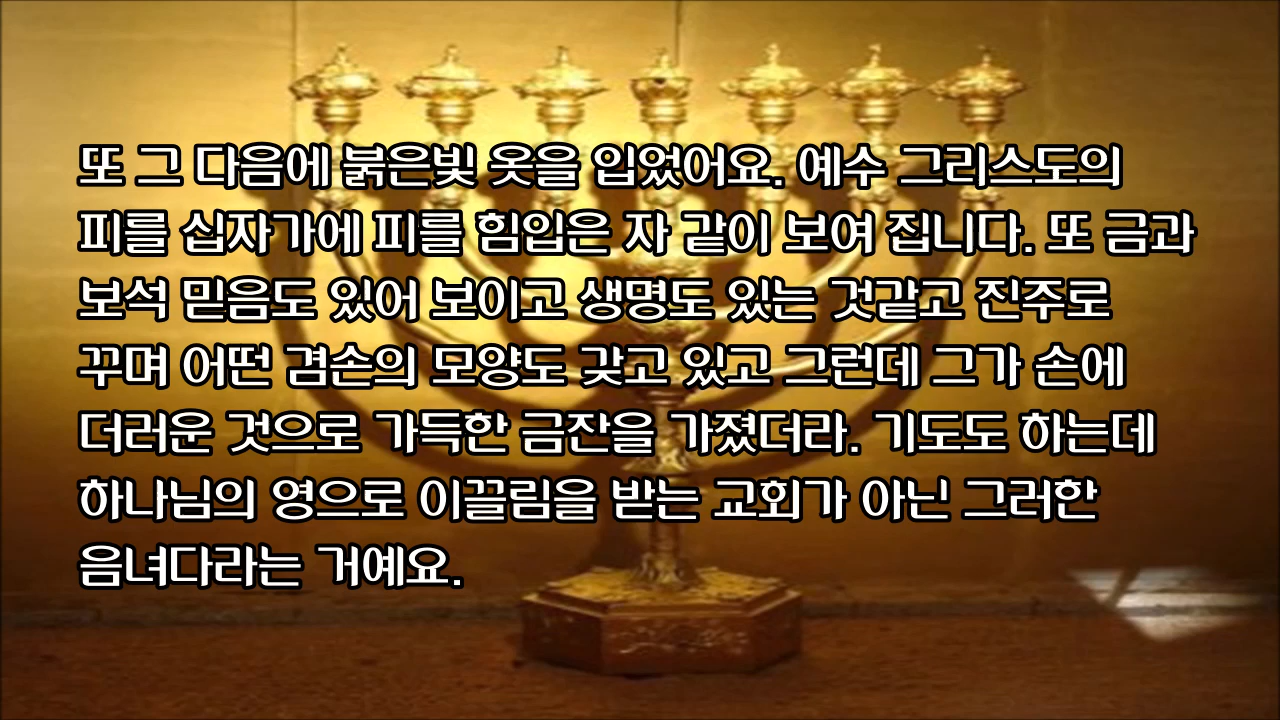 또 그 다음에 붉은빛 옷을 입었어요. 예수 그리스도의
피를 십자가에 피를 힘입은 자 같이 보여 집니다. 또 금과
보석 믿음도 있어 보이고 생명도 있는 것같고 진주로
꾸며 어떤 겸손의 모양도 갖고 있고 그런데 그가 손에
더러운 것으로 가득한 금잔을 가졌더라. 기도도 하는데
하나님의 영으로 이끌림을 받는 교회가 아닌 그러한
음녀다라는 거예요.